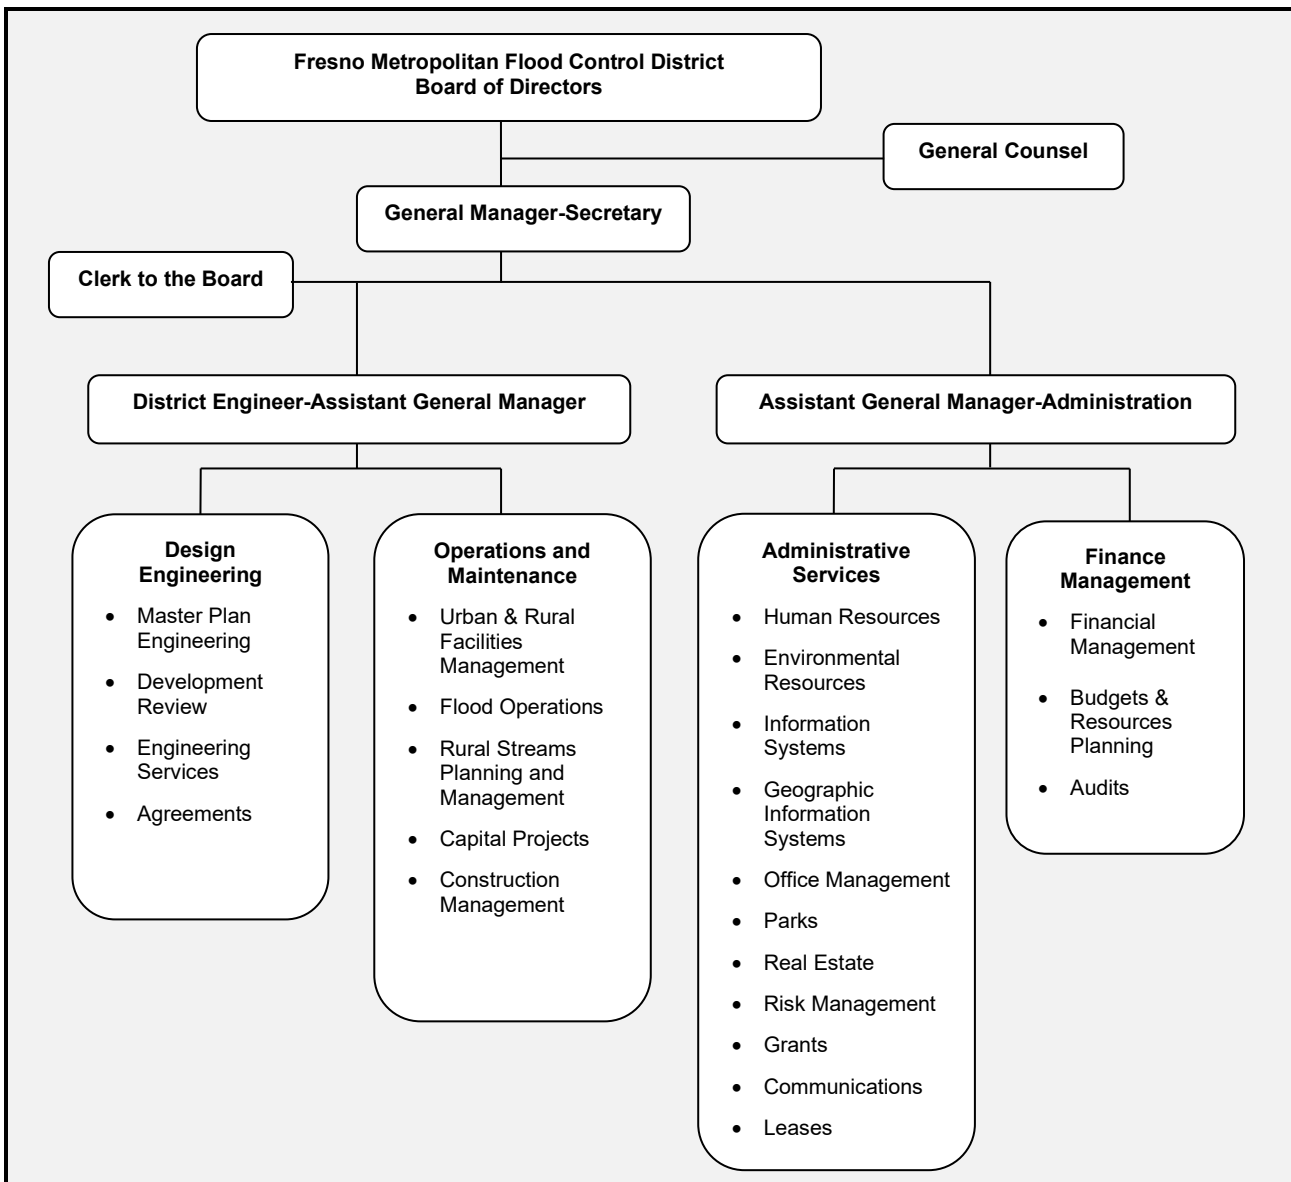 Fresno Metropolitan Flood Control District
Board of Directors
General Counsel
General Manager-Secretary
Clerk to the Board
District Engineer-Assistant General Manager
Assistant General Manager-Administration
Design
Engineering
• Master Plan
Engineering
• Development
Review
• Engineering
Services
• Agreements
Operations and
Maintenance
• Urban & Rural
Facilities
Management
• Flood Operations
• Rural Streams
Planning and
Management
• Capital Projects
• Construction
Management
Administrative
Services
• Human Resources
• Environmental
Resources
• Information
Systems
• Geographic
Information
Systems
• Office Management
• Parks
• Real Estate
• Risk Management
• Grants
• Communications
• Leases
Finance
Management
• Financial
Management
• Budgets &
Resources
Planning
• Audits